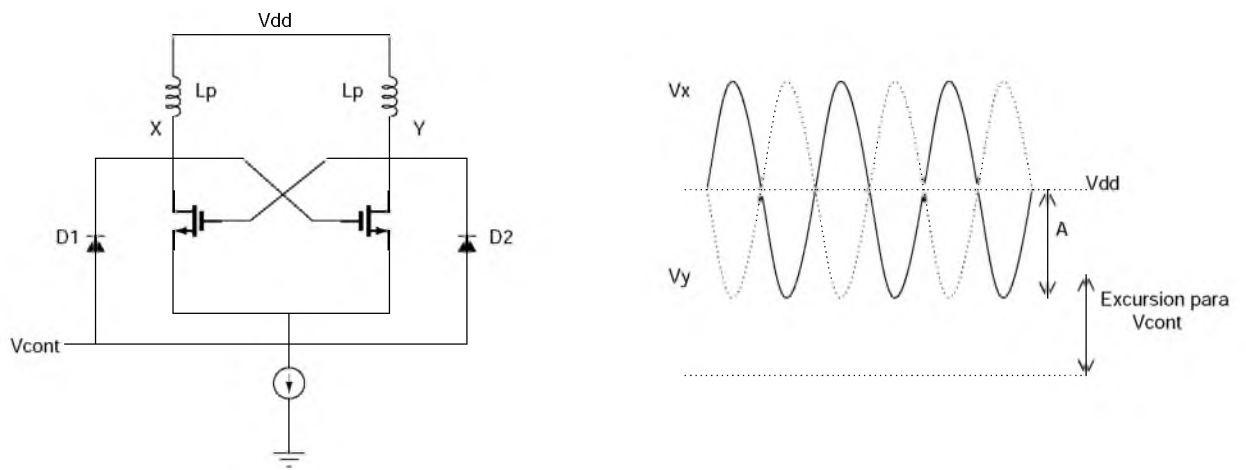 Vdd
Lp
Lp
X
Y
D1
D2
Vcont
Vx
Vdd
A
Vy
Excursion para
Vcont